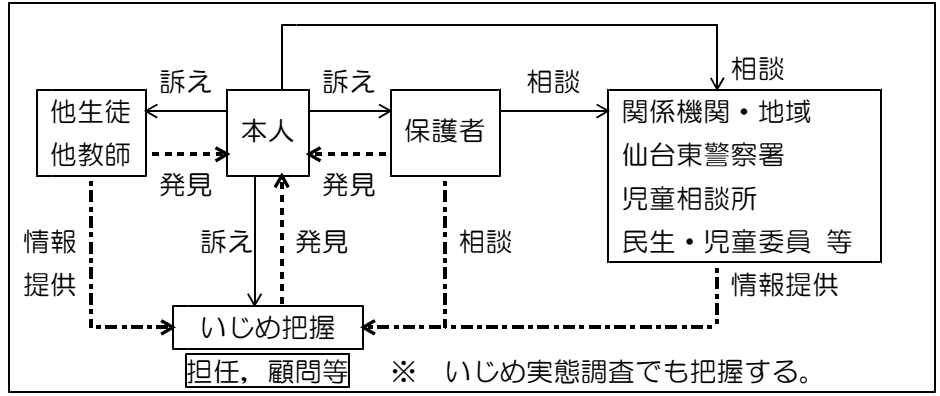 相談
訴え
訴え
相談
他生徒
他教師
本人
保護者
関係機関・地域
仙台東警察署
児童相談所
民生・児童委員 等
発見
発見
情報
提供
訴え
発見
相談
情報提供
いじめ把握
担任，顧問等
※ いじめ実態調査でも把握する。